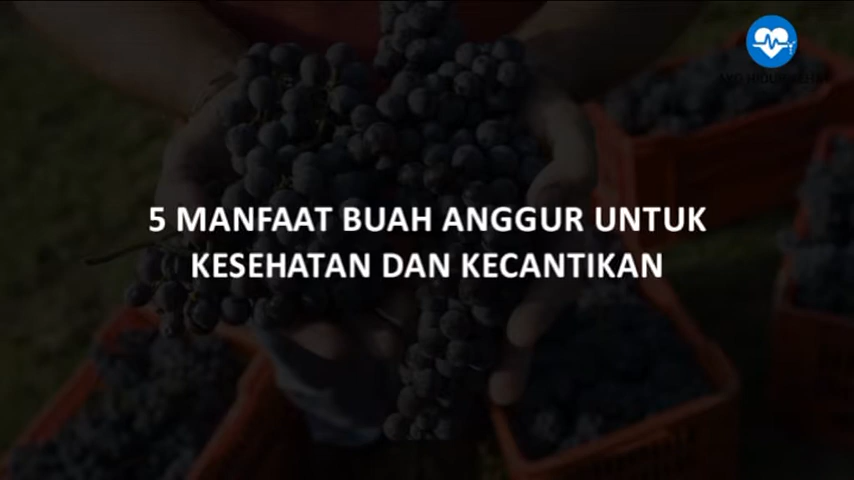 5 MANFAAT BUAH ANGGUR UNTUK
KESEHATAN DAN KECANTIKAN